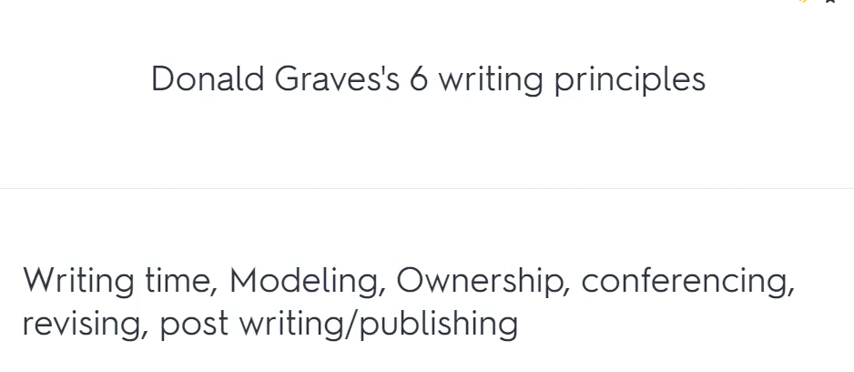 Donald Graves's 6 writing principles
Writing time, Modeling, Ownership, conferencing,
revising, post writing/publishing